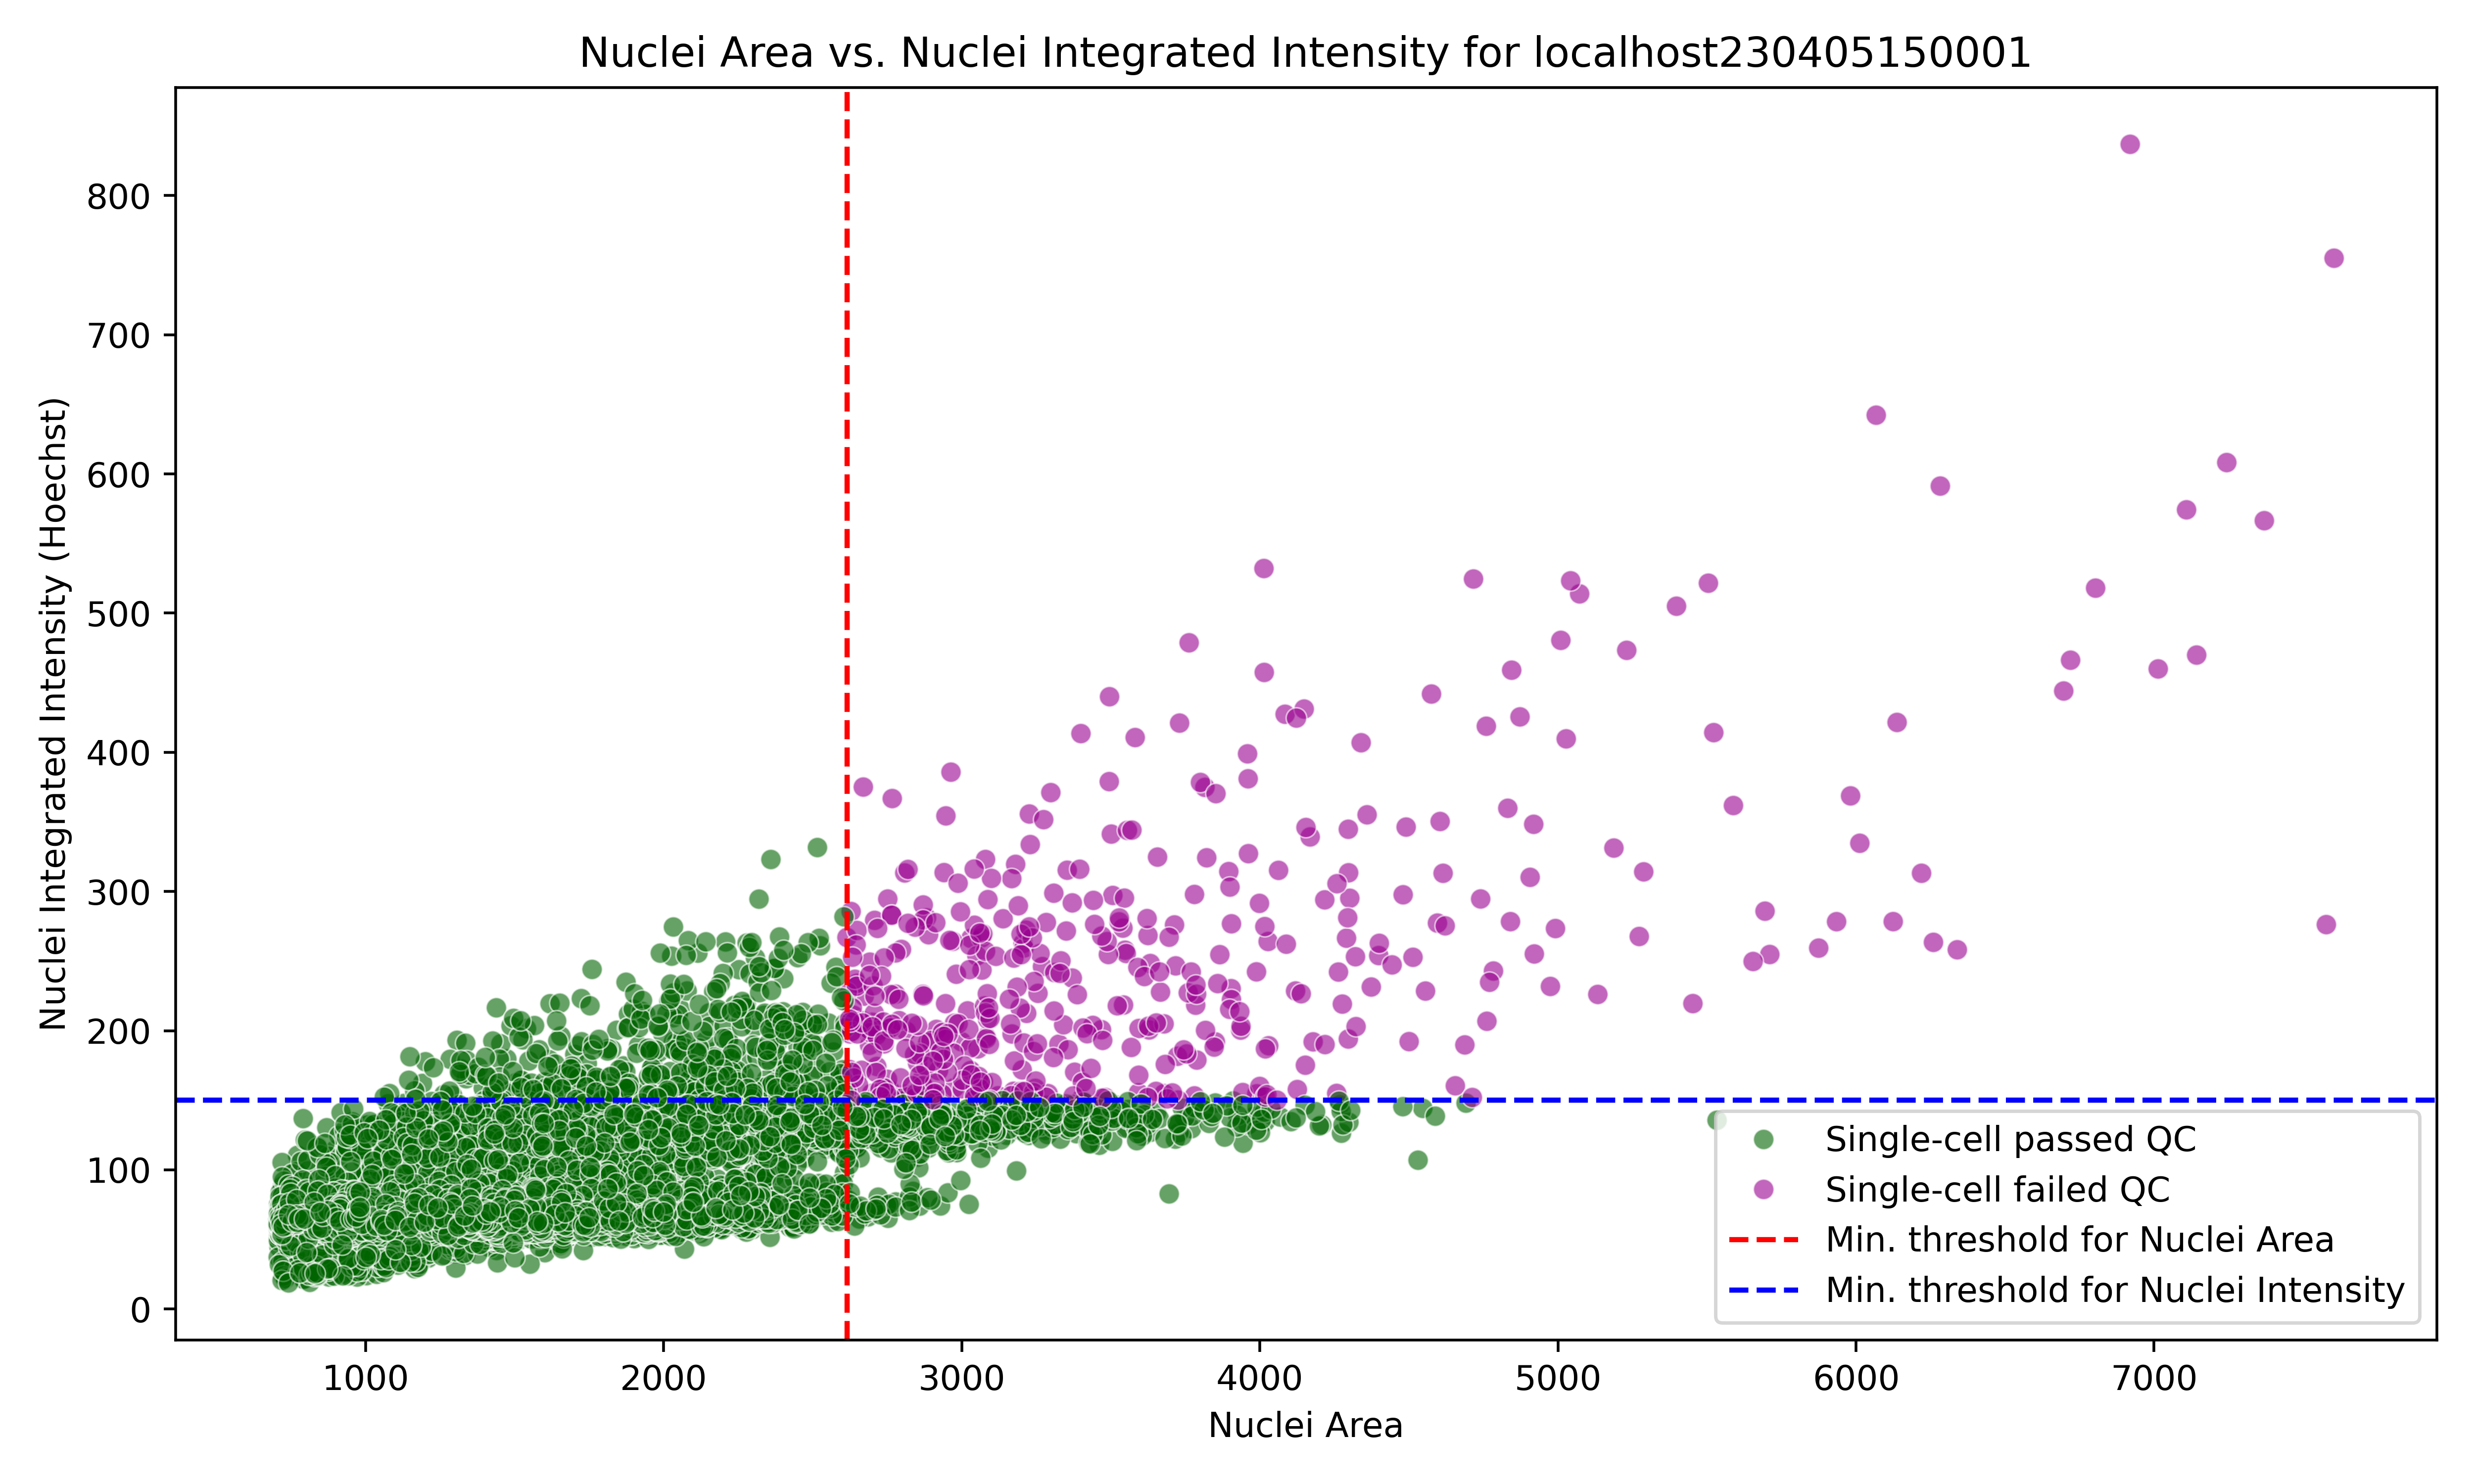 Nuclei Area vs. Nuclei Integrated Intensity for localhost230405150001
Nuclei Integrated Intensity (Hoechst)
800
700
600
500
400
300
200
100
0
Single-cell passed QC
Single-cell failed QC
Min. threshold for Nuclei Area
Min. threshold for Nuclei Intensity
1000 2000 3000 4000 5000 6000 7000
Nuclei Area